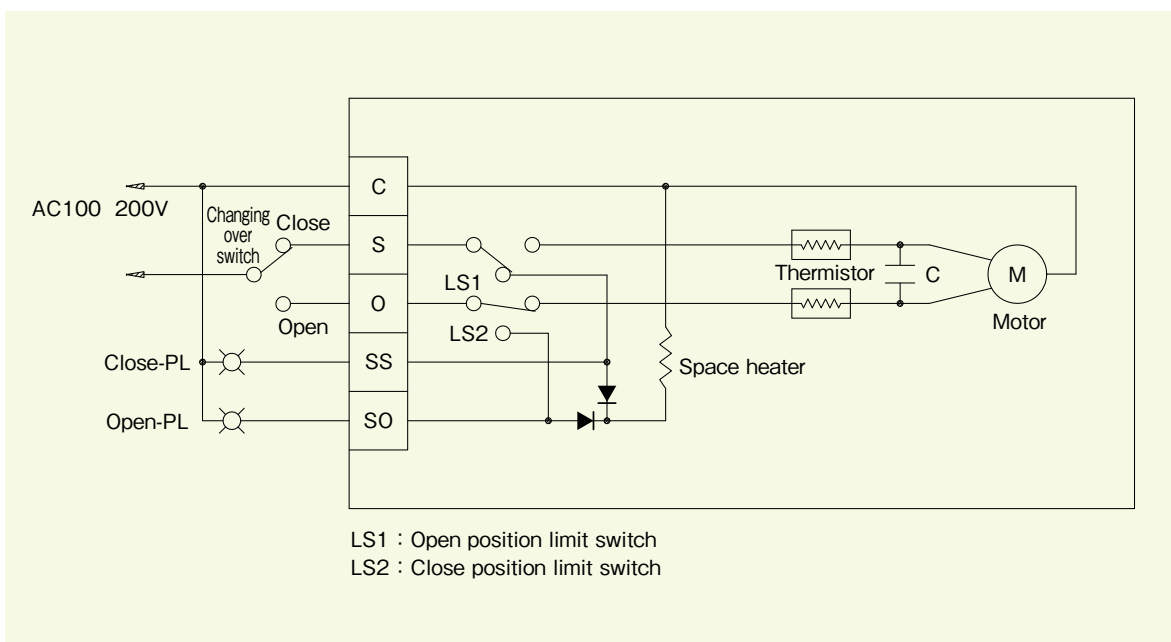 C
AC100 200V
Changing
over
switch
Close
S
Thermistor
C
M
LS1
O
Open
LS2
Motor
Close-PL
SS
Space heater
Open-PL
SO
LS1 : Open position limit switch
LS2 : Close position limit switch